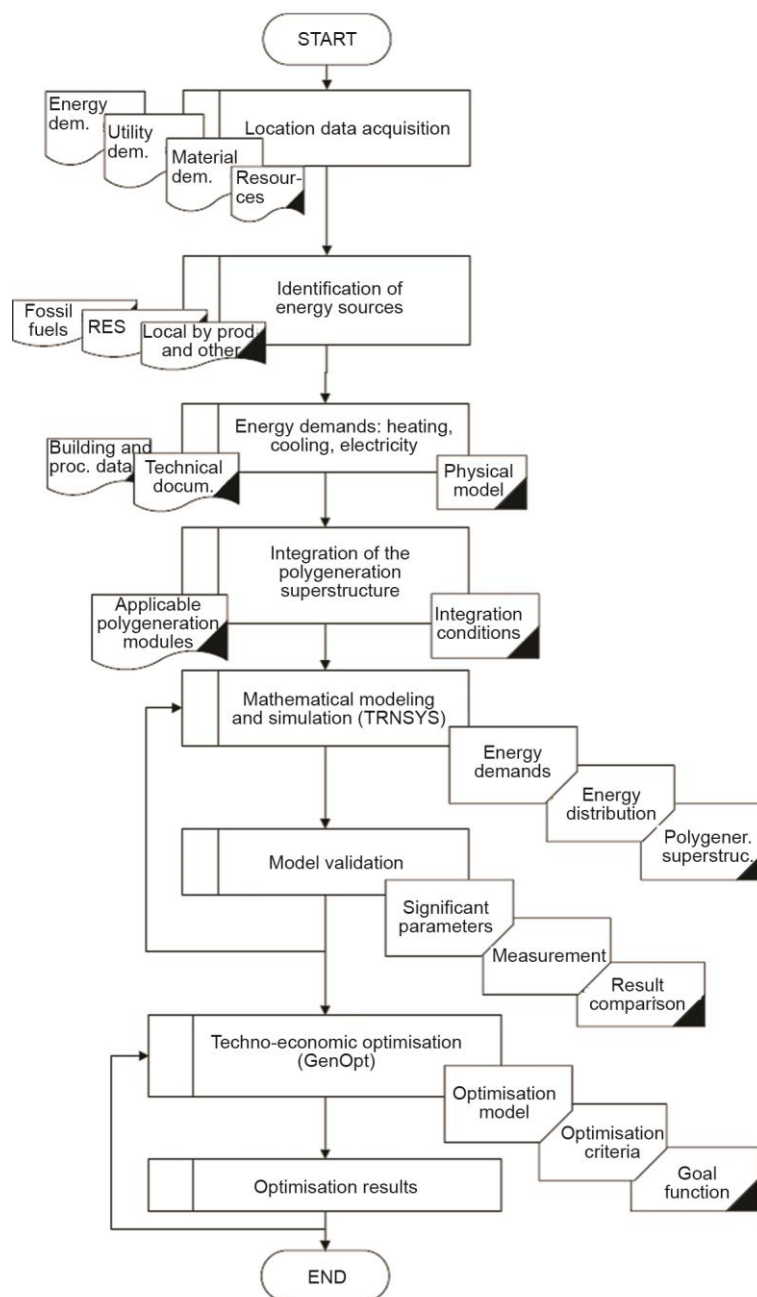 START
Energy
dem.
Utility
dem.
Material
dem.
Resour-
ces
Location data acquisition
Identification of
energy sources
Fossil
fuels
RES
Local by prod.
and other
Energy demands: heating,
cooling, electricity
Building and
proc. data
Technical
docum.
Physical
model
Integration of the
polygeneration
superstructure
Applicable
polygeneration
modules
Integration
conditions
Mathematical modeling
and simulation (TRNSYS)
Energy
demands
Energy
distribution
Polygener.
superstruc.
Model validation
Significant
parameters
Measurement
Result
comparison
Techno-economic optimisation
(GenOpt)
Optimisation
model
Optimisation
criteria
Goal
function
Optimisation results
END